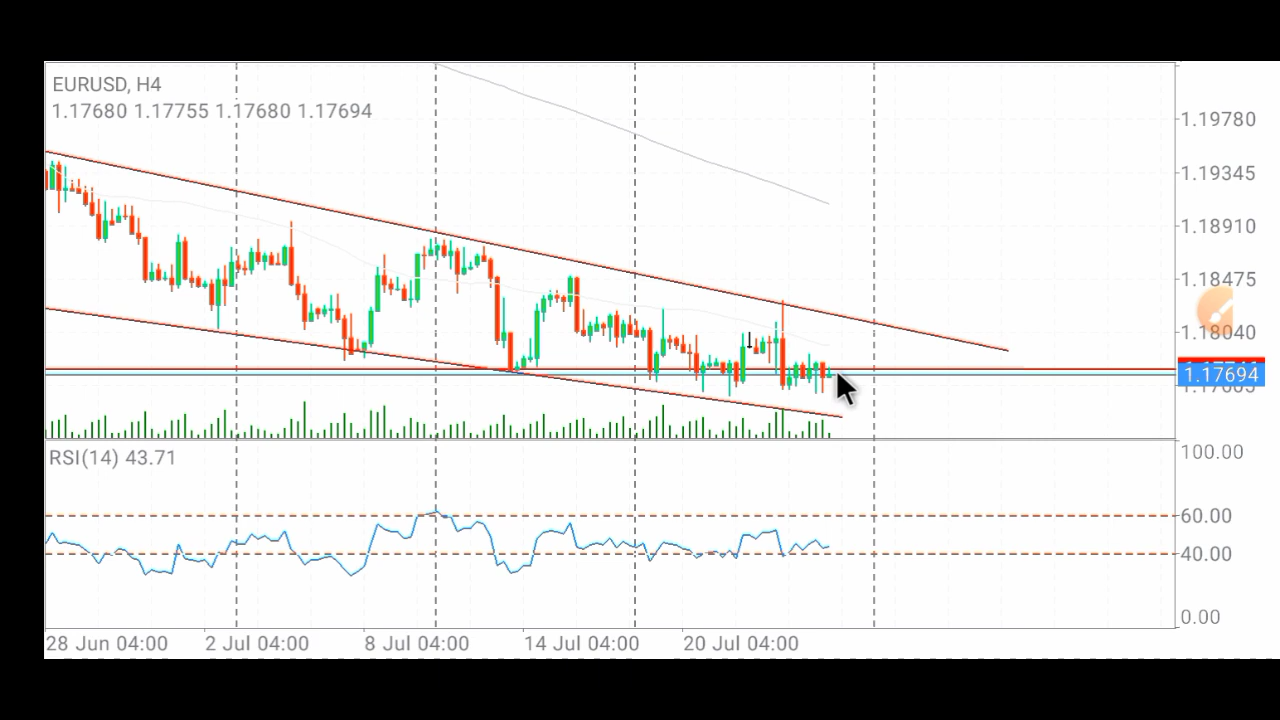 EURUSD, H4
1.17680 1.17755 1.17680 1.17694
1.19780
1.19345
1.18910
1.18475
1.18040
1.17694
RSI(14) 43.71
100.00
60.00
40.00
0.00
28 Jun 04:00 2 Jul 04:00 8 Jul 04:00 14 Jul 04:00 20 Jul 04:00